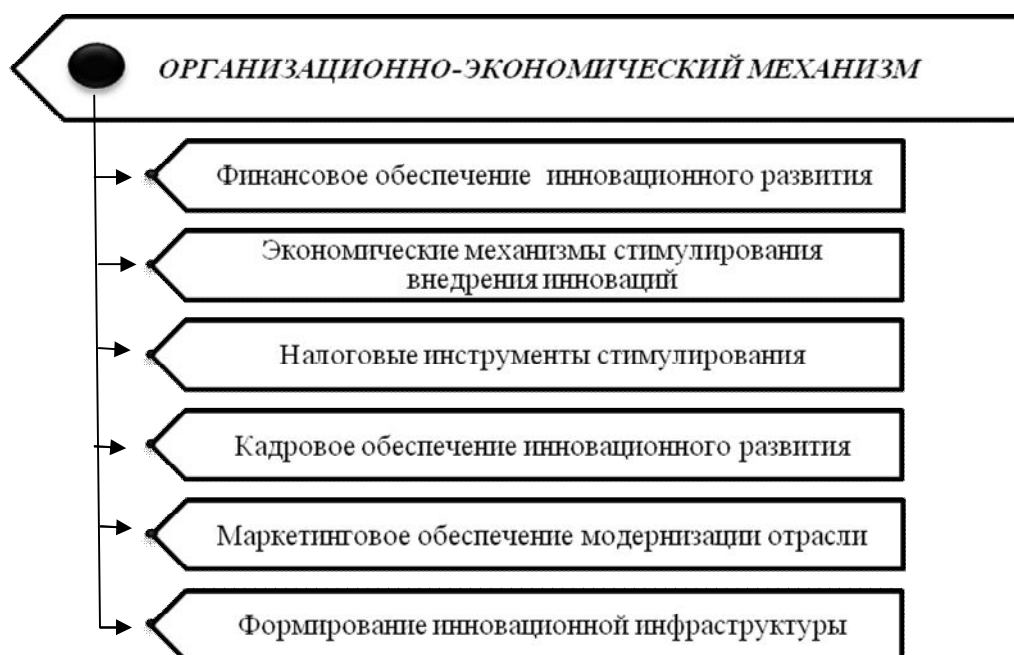 ОРГАНИЗАЦИОННО-ЭКОНОМИЧЕСКИЙ МЕХАНИЗМ
Финансовое обеспечение инновационного развития
Экономические механизмы стимулирования
внедрения инноваций
Налоговые инструменты стимулирования
Кадровое обеспечение инновационного развития
Маркетинговое обеспечение модернизации отрасли
Формирование инновационной инфраструктуры